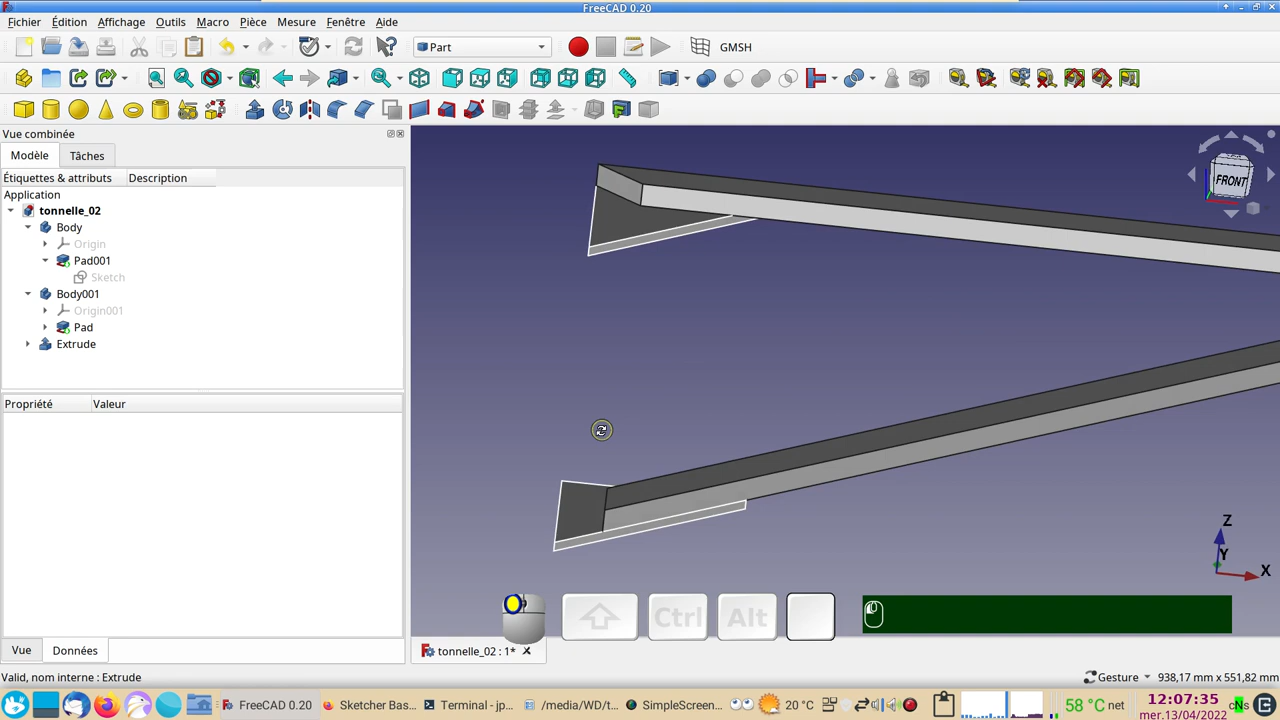 FreeCAD 0.20
Fichier Édition Affichage Outils Macro Pièce Mesure Fenêtre Aide
Part
GMSH
Vue combinée
Modèle Tâches
Étiquettes & attributs Description
Application
tonnelle_02
Body
Origin
Pad001
Sketch
Body001
Origin001
Pad
Extrude
Propriété Valeur
FRONT
Z
Y
X
Ctrl Alt
Vue Données
tonnelle_02 : 1*
Valid, nom interne : Extrude
Gesture 938,17 mm x 551,82 mm
FreeCAD 0.20
Sketcher Bas...
Terminal - j...
/media/WD/t...
SimpleScreen...
20 °C
58 °C net
12:07:35
mer.13/04/2022
cNs